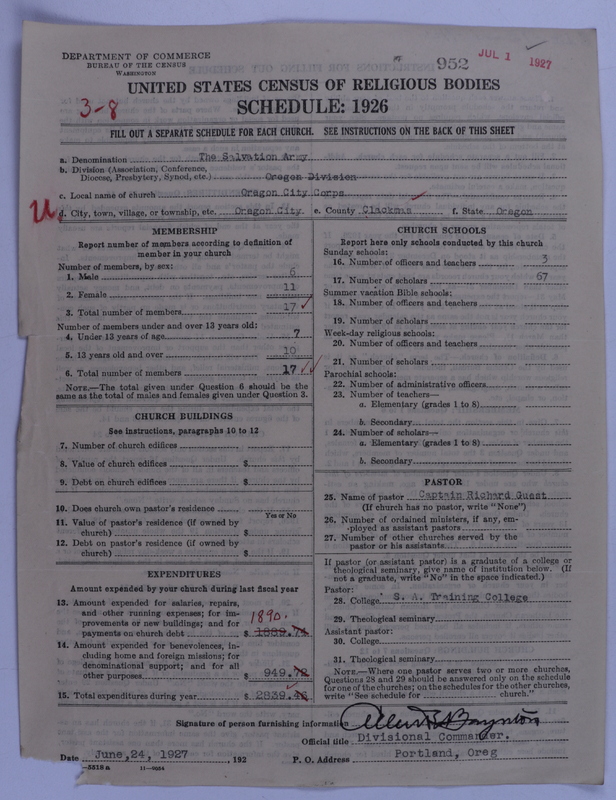 DEPARTMENT OF COMMERCE
BUREAU OF THE CENSUS
WASHINGTON
952
JUL 1 1927
UNITED STATES CENSUS OF RELIGIOUS BODIES
3-8
SCHEDULE: 1926
FILL OUT A SEPARATE SCHEDULE FOR EACH CHURCH. SEE INSTRUCTIONS ON THE BACK OF THIS SHEET
a. Denomination The Salvation Army
b. Division (Association, Conference,
Diocese, Presbytery, Synod, etc.) Oregon Division
c. Local name of church Oregon City Corps
d. City, town, village, or township, etc. Oregon City. e. County Clackmas f. State Oregon
MEMBERSHIP
Report number of members according to definition of
member in your church
Number of members, by sex:
1. Male 6
2. Female 11
3. Total number of members 17
Number of members under and over 13 years old:
4. Under 13 years of age 7
5. 13 years old and over 10
6. Total number of members 17
NOTE.—The total given under Question 6 should be the
same as the total of males and females given under Question 3.
CHURCH BUILDINGS
See instructions, paragraphs 10 to 12
7. Number of church edifices
8. Value of church edifices $
9. Debt on church edifices $
10. Does church own pastor's residence?
Yes or No
11. Value of pastor's residence (if owned by
church) $
12. Debt on pastor's residence (if owned by
church) $
EXPENDITURES
Amount expended by your church during last fiscal year
13. Amount expended for salaries, repairs,
and other running expenses; for im-
provements or new buildings; and for
payments on church debt $ 1889.74
1890.
14. Amount expended for benevolences, in-
cluding home and foreign missions; for
denominational support; and for all
other purposes $ 949.72
15. Total expenditures during year $ 2839.46
CHURCH SCHOOLS
Report here only schools conducted by this church
Sunday schools:
16. Number of officers and teachers 3
17. Number of scholars 67
Summer vacation Bible schools:
18. Number of officers and teachers
19. Number of scholars
Week-day religious schools:
20. Number of officers and teachers
21. Number of scholars
Parochial schools:
22. Number of administrative officers
23. Number of teachers—
a. Elementary (grades 1 to 8)
b. Secondary
24. Number of scholars—
a. Elementary (grades 1 to 8)
b. Secondary
PASTOR
25. Name of pastor Captain Richard Guest
(If church has no pastor, write "None")
26. Number of ordained ministers, if any, em-
ployed as assistant pastors
27. Number of other churches served by the
pastor or his assistants
If pastor (or assistant pastor) is a graduate of a college or
theological seminary, give name of institution below. (If
not a graduate, write "No" in the space indicated.)
Pastor:
28. College S. A. Training College
29. Theological seminary
Assistant pastor:
30. College
31. Theological seminary
NOTE.—Where one pastor serves two or more churches,
Questions 28 and 29 should be answered only on the schedule
for one of the churches; on the schedules for the other churches,
write "See schedule for church."
Signature of person furnishing information
Official title Divisional Commander.
Date June, 24, 1927, 192 P. O. Address Portland, Oreg
11—9554